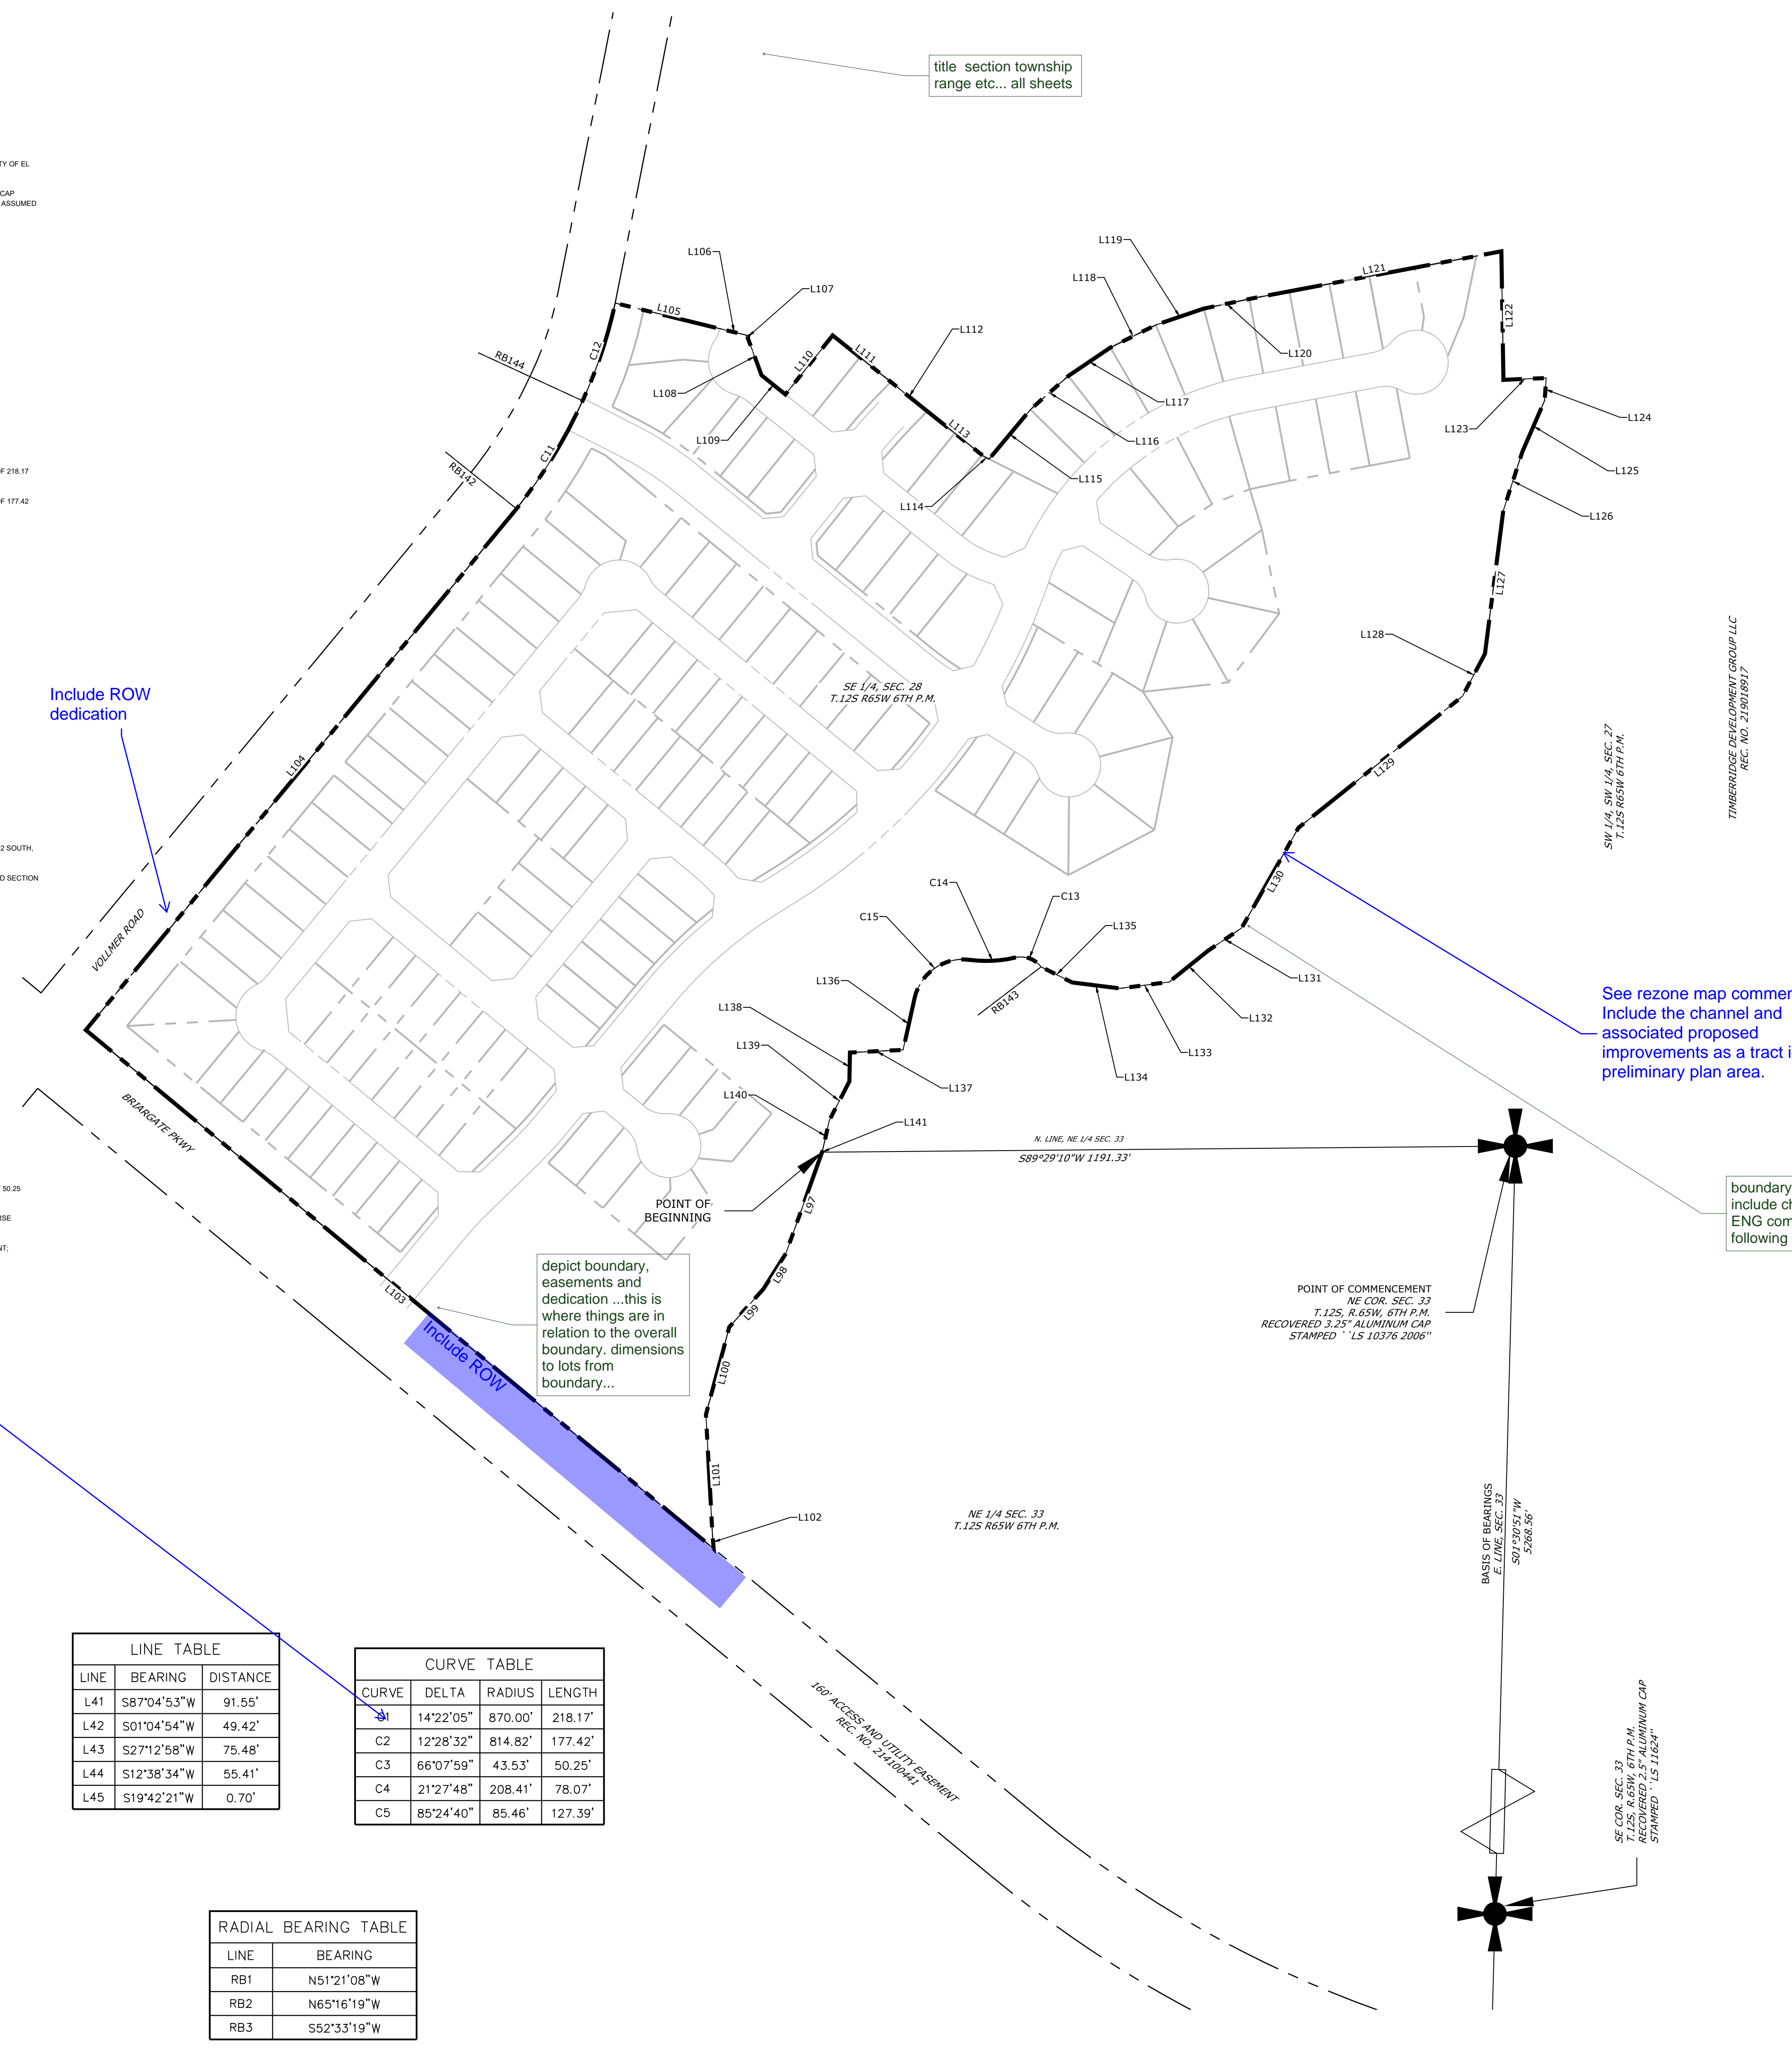 title section township
range etc... all sheets
TY OF EL
CAP
ASSUMED
L106
L107
L105
RB144
C12
L108
L109
L110
L111
L112
L113
L114
L115
L116
L117
L118
L119
L120
L121
L122
L123
L124
L125
L126
L127
L128
L129
L130
L131
L132
L133
L134
L135
RB143
C13
C14
C15
L136
L137
L138
L139
L140
L141
C11
RB142
F 218.17
F 177.42
Include ROW
dedication
L104
VOLLMER ROAD
BRIARGATE PKWY
SE 1/4, SEC. 28
T.12S R65W 6TH P.M.
SW 1/4, SW 1/4, SEC. 27
T.12S R65W 6TH P.M.
TIMBERRIDGE DEVELOPMENT GROUP LLC
REC. NO. 219018917
2 SOUTH,
D SECTION
See rezone map commen
Include the channel and
associated proposed
improvements as a tract i
preliminary plan area.
N. LINE, NE 1/4 SEC. 33
S89°29'10"W 1191.33'
POINT OF
BEGINNING
50.25
RSE
NT;
boundary
include ch
ENG com
following
POINT OF COMMENCEMENT
NE COR. SEC. 33
T.12S, R.65W, 6TH P.M.
RECOVERED 3.25" ALUMINUM CAP
STAMPED ``LS 10376 2006"
depict boundary,
easements and
dedication ...this is
where things are in
relation to the overall
boundary. dimensions
to lots from
boundary...
L97
L98
L99
L100
L101
L102
L103
Include ROW
NE 1/4 SEC. 33
T.12S R65W 6TH P.M.
BASIS OF BEARINGS
E. LINE, SEC. 33
S01°30'51"W
5268.56'
160' ACCESS AND UTILITY EASEMENT
REC. NO. 214100441
SE COR. SEC. 33
T.12S, R.65W, 6TH P.M.
RECOVERED 2.5" ALUMINUM CAP
STAMPED ``LS 11624"
LINE TABLE
LINE BEARING DISTANCE
L41 S87°04'53"W 91.55'
L42 S01°04'54"W 49.42'
L43 S27°12'58"W 75.48'
L44 S12°38'34"W 55.41'
L45 S19°42'21"W 0.70'
CURVE TABLE
CURVE DELTA RADIUS LENGTH
C1 14°22'05" 870.00' 218.17'
C2 12°28'32" 814.82' 177.42'
C3 66°07'59" 43.53' 50.25'
C4 21°27'48" 208.41' 78.07'
C5 85°24'40" 85.46' 127.39'
RADIAL BEARING TABLE
LINE BEARING
RB1 N51°21'08"W
RB2 N65°16'19"W
RB3 S52°33'19"W